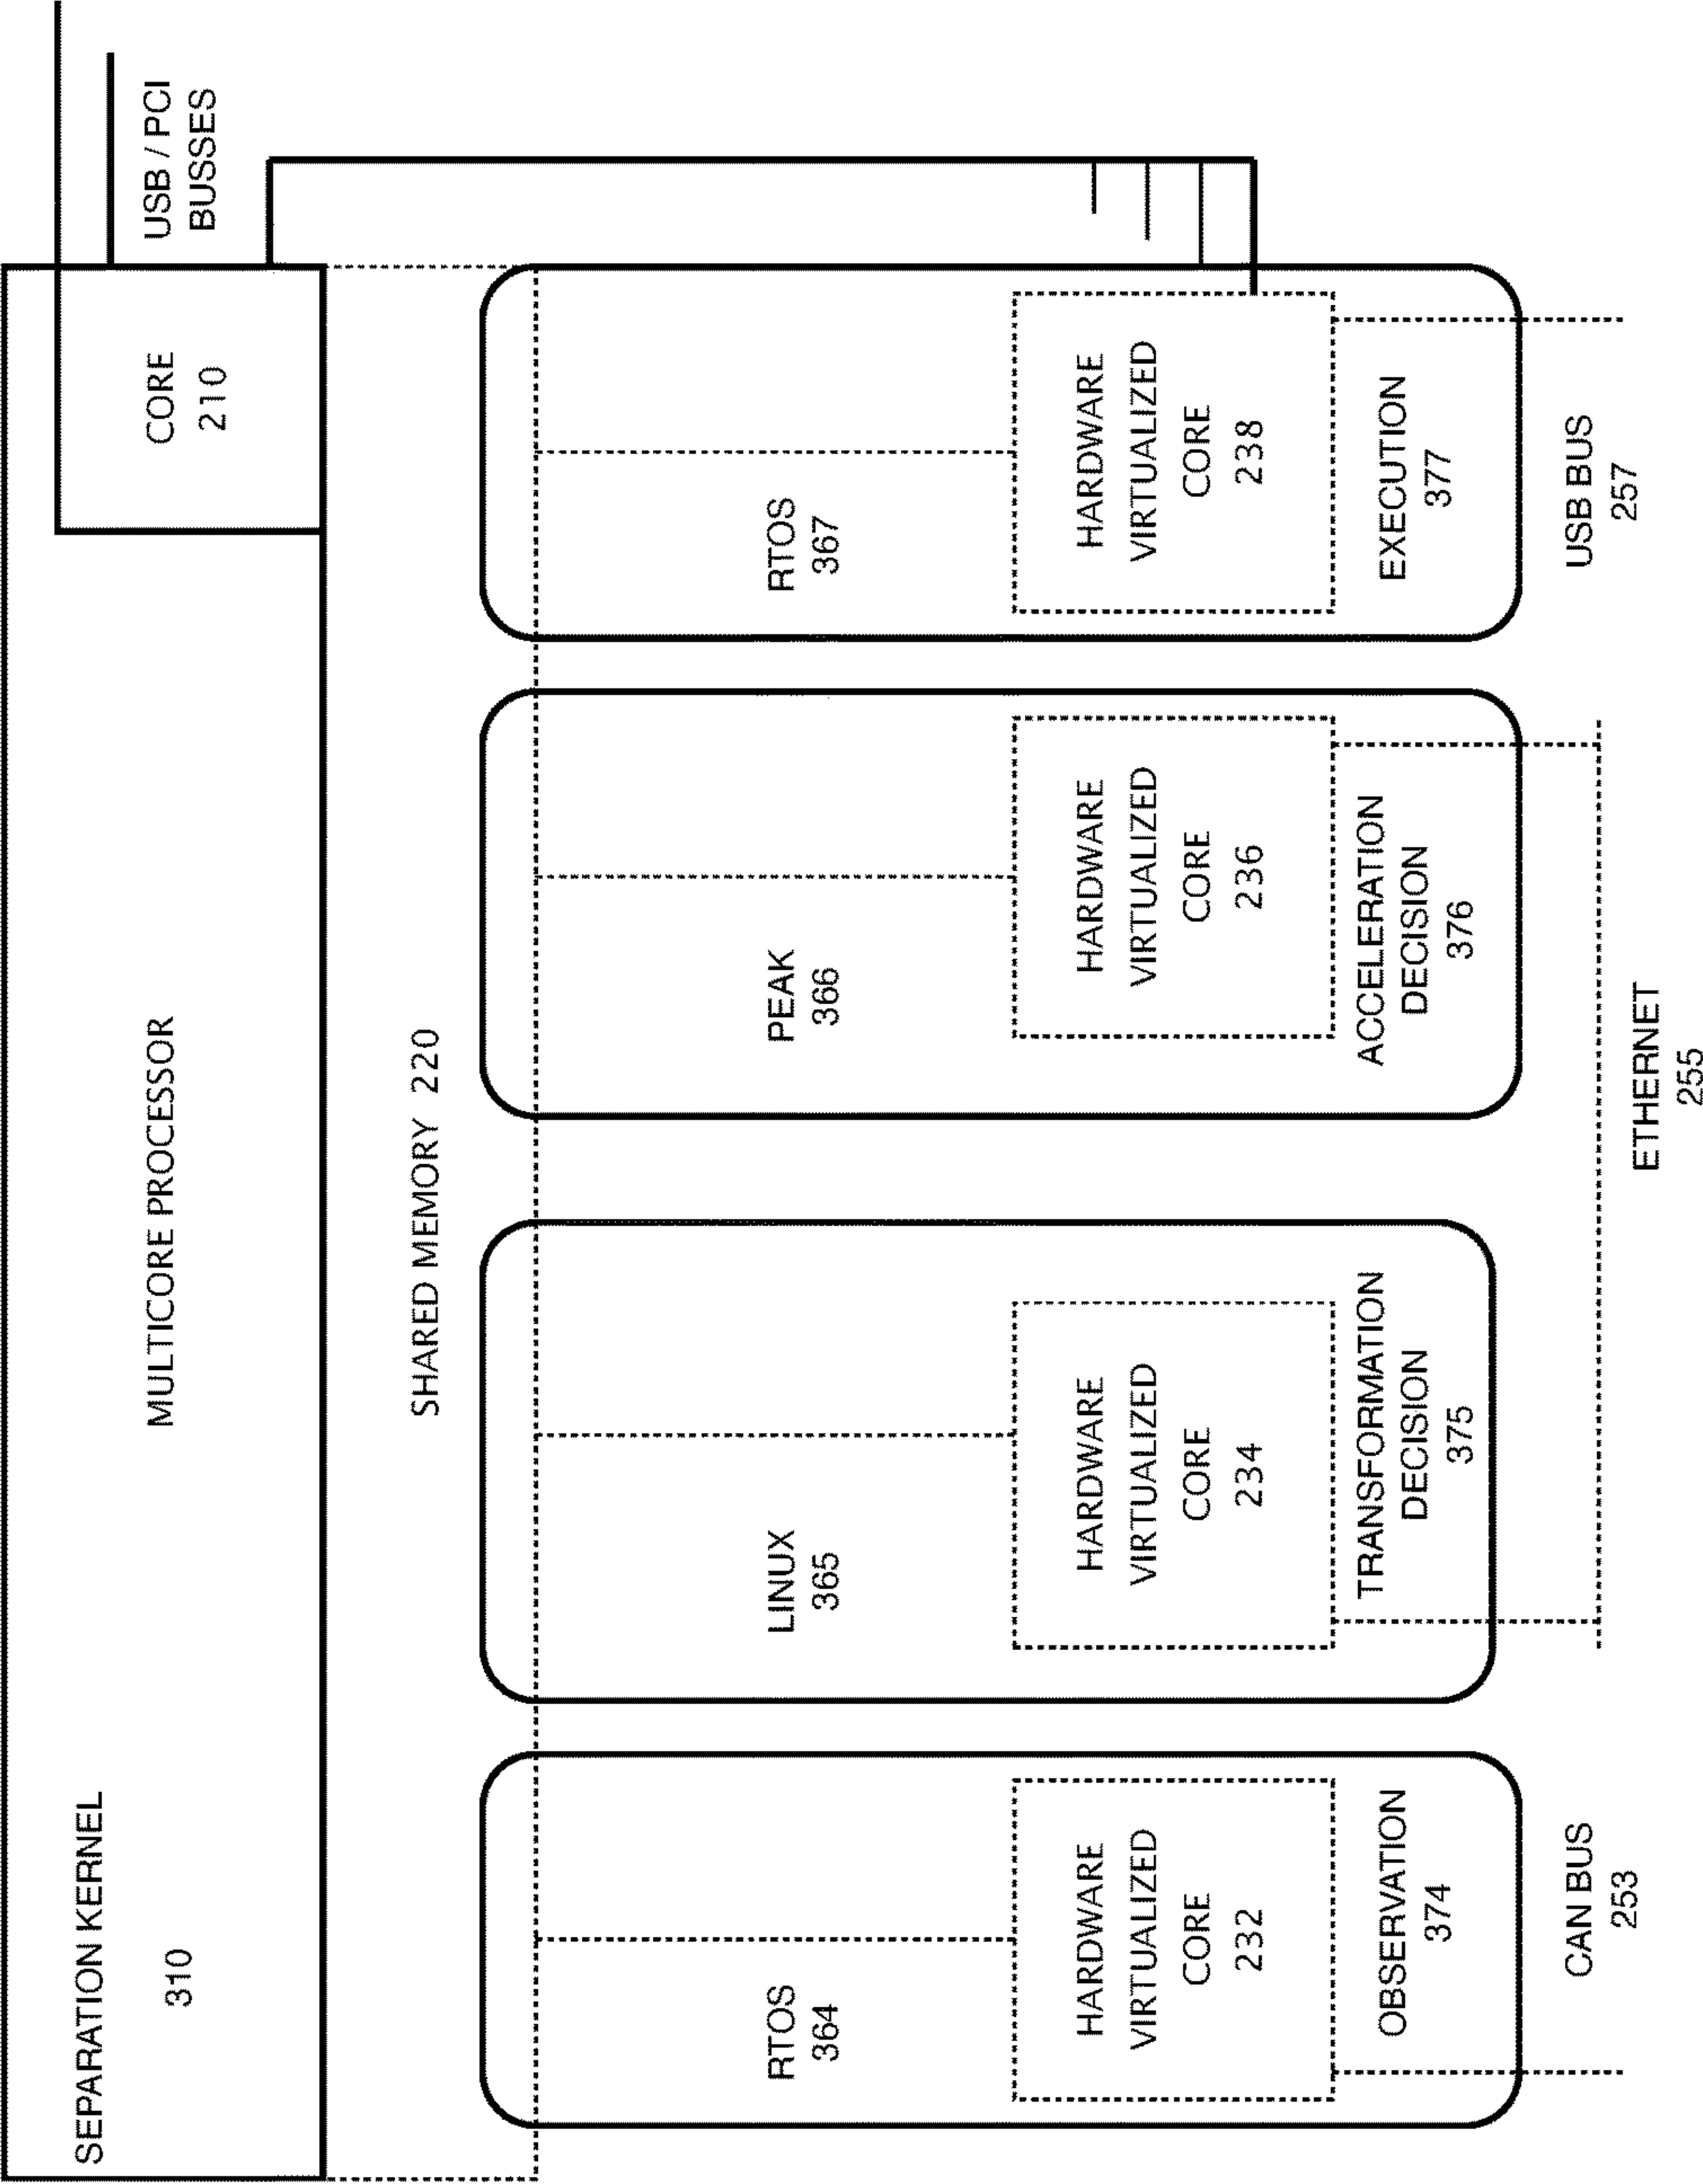 SEPARATION KERNEL
310
MULTICORE PROCESSOR
CORE
210
USB / PCI
BUSSES
SHARED MEMORY 220
RTOS
364
HARDWARE
VIRTUALIZED
CORE
232
OBSERVATION
374
CAN BUS
253
LINUX
365
HARDWARE
VIRTUALIZED
CORE
234
TRANSFORMATION
DECISION
375
PEAK
366
HARDWARE
VIRTUALIZED
CORE
236
ACCELERATION
DECISION
376
ETHERNET
255
RTOS
367
HARDWARE
VIRTUALIZED
CORE
238
EXECUTION
377
USB BUS
257